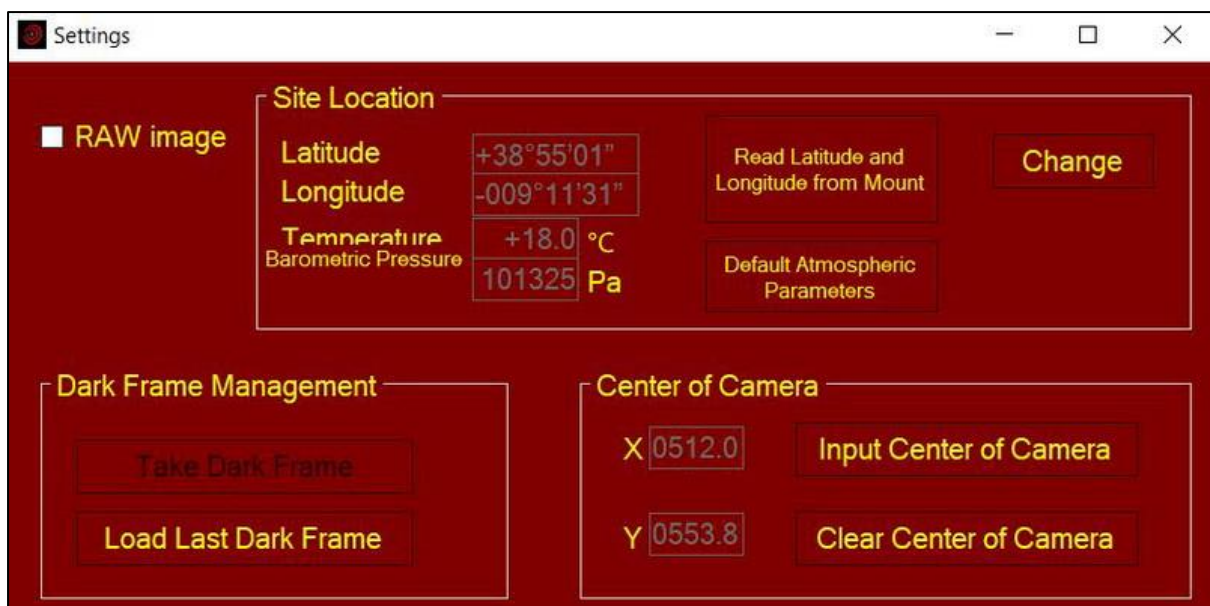 Settings
RAW image
Site Location
Latitude +38°55'01”
Longitude -009°11'31”
Temperature +18.0 °C
Barometric Pressure 101325 Pa
Read Latitude and
Longitude from Mount
Default Atmospheric
Parameters
Change
Dark Frame Management
Take Dark Frame
Load Last Dark Frame
Center of Camera
X 0512.0 Input Center of Camera
Y 0553.8 Clear Center of Camera